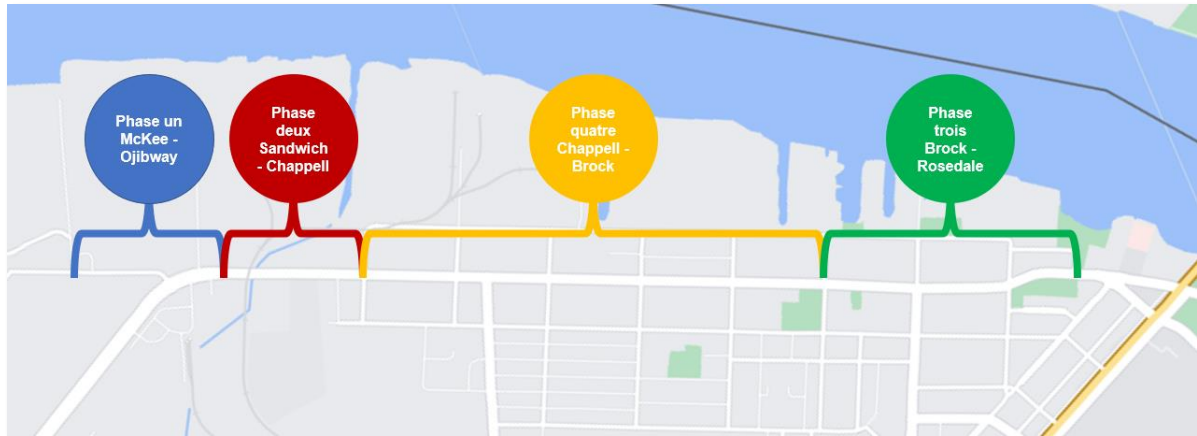 Phase un
McKee -
Ojibway
Phase
deux
Sandwich
- Chappell
Phase
quatre
Chappell -
Brock
Phase
trois
Brock -
Rosedale